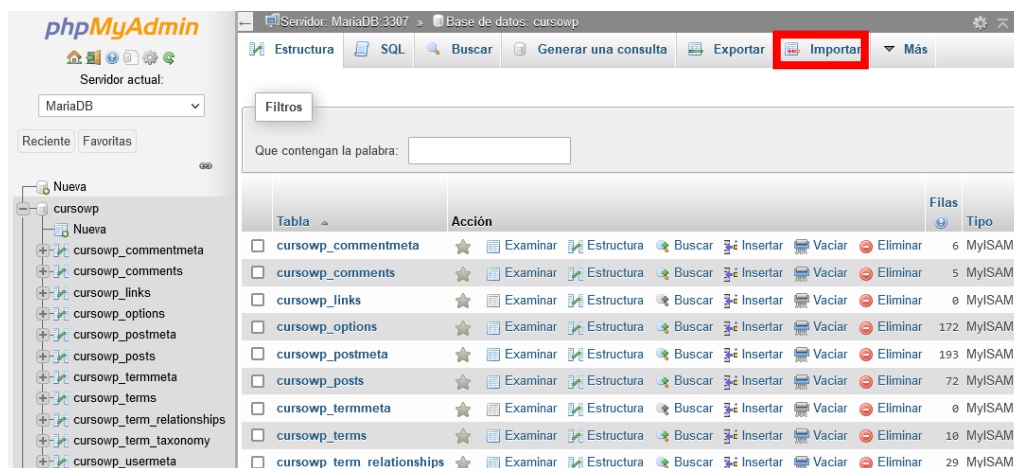 phpMyAdmin
Servidor actual:
MariaDB
Reciente Favoritas
Nueva
cursowp
Nueva
cursowp_commentmeta
cursowp_comments
cursowp_links
cursowp_options
cursowp_postmeta
cursowp_posts
cursowp_termmeta
cursowp_terms
cursowp_term_relationships
cursowp_term_taxonomy
cursowp_usermeta
Servidor: MariaDB:3307 » Base de datos: cursowp
Estructura SQL Buscar Generar una consulta Exportar Importar Más
Filtros
Que contengan la palabra:
Tabla Acción Filas Tipo
cursowp_commentmeta Examinar Estructura Buscar Insertar Vaciar Eliminar 6 MyISAM
cursowp_comments Examinar Estructura Buscar Insertar Vaciar Eliminar 5 MyISAM
cursowp_links Examinar Estructura Buscar Insertar Vaciar Eliminar 0 MyISAM
cursowp_options Examinar Estructura Buscar Insertar Vaciar Eliminar 172 MyISAM
cursowp_postmeta Examinar Estructura Buscar Insertar Vaciar Eliminar 193 MyISAM
cursowp_posts Examinar Estructura Buscar Insertar Vaciar Eliminar 72 MyISAM
cursowp_termmeta Examinar Estructura Buscar Insertar Vaciar Eliminar 0 MyISAM
cursowp_terms Examinar Estructura Buscar Insertar Vaciar Eliminar 10 MyISAM
cursowp_term_relationships Examinar Estructura Buscar Insertar Vaciar Eliminar 29 MyISAM